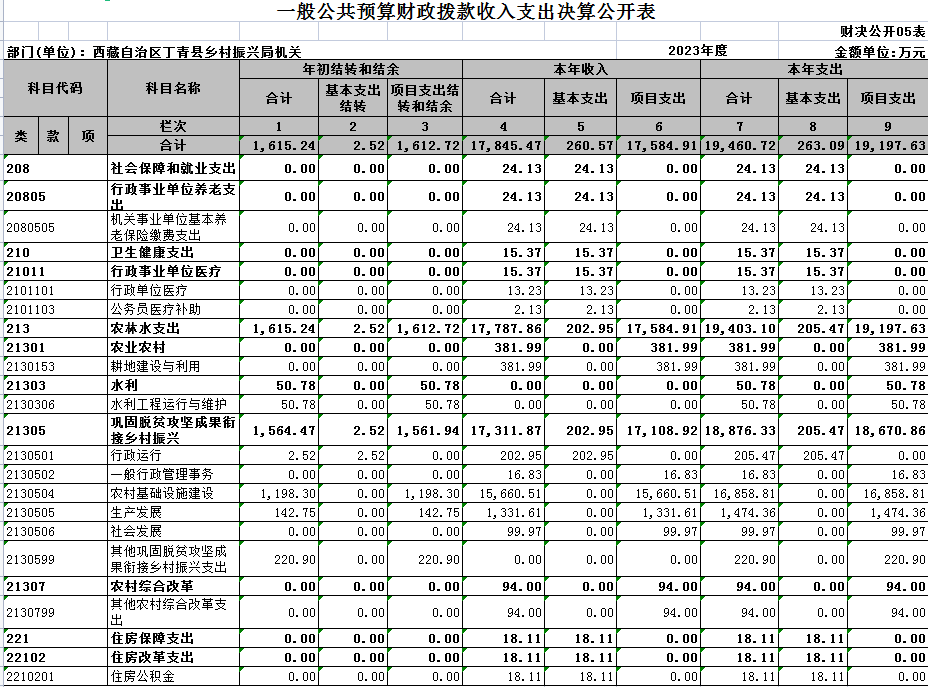 一般公共预算财政拨款收入支出决算公开表
财决公开05表
部门(单位)：西藏自治区丁青县乡村振兴局机关 2023年度 金额单位:万元
科目代码 科目名称 年初结转和结余 本年收入 本年支出
合计 基本支出结转 项目支出结转和结余 合计 基本支出 项目支出 合计 基本支出 项目支出
类 款 项 栏次 1 2 3 4 5 6 7 8 9
合计 1,615.24 2.52 1,612.72 17,845.47 260.57 17,584.91 19,460.72 263.09 19,197.63
208 社会保障和就业支出 0.00 0.00 0.00 24.13 24.13 0.00 24.13 24.13 0.00
20805 行政事业单位养老支出 0.00 0.00 0.00 24.13 24.13 0.00 24.13 24.13 0.00
2080505 机关事业单位基本养老保险缴费支出 0.00 0.00 0.00 24.13 24.13 0.00 24.13 24.13 0.00
210 卫生健康支出 0.00 0.00 0.00 15.37 15.37 0.00 15.37 15.37 0.00
21011 行政事业单位医疗 0.00 0.00 0.00 15.37 15.37 0.00 15.37 15.37 0.00
2101101 行政单位医疗 0.00 0.00 0.00 13.23 13.23 0.00 13.23 13.23 0.00
2101103 公务员医疗补助 0.00 0.00 0.00 2.13 2.13 0.00 2.13 2.13 0.00
213 农林水支出 1,615.24 2.52 1,612.72 17,787.86 202.95 17,584.91 19,403.10 205.47 19,197.63
21301 农业农村 0.00 0.00 0.00 381.99 0.00 381.99 381.99 0.00 381.99
2130153 耕地建设与利用 0.00 0.00 0.00 381.99 0.00 381.99 381.99 0.00 381.99
21303 水利 50.78 0.00 50.78 0.00 0.00 0.00 50.78 0.00 50.78
2130306 水利工程运行与维护 50.78 0.00 50.78 0.00 0.00 0.00 50.78 0.00 50.78
21305 巩固脱贫攻坚成果衔接乡村振兴 1,564.47 2.52 1,561.94 17,311.87 202.95 17,108.92 18,876.33 205.47 18,670.86
2130501 行政运行 2.52 2.52 0.00 202.95 202.95 0.00 205.47 205.47 0.00
2130502 一般行政管理事务 0.00 0.00 0.00 16.83 0.00 16.83 16.83 0.00 16.83
2130504 农村基础设施建设 1,198.30 0.00 1,198.30 15,660.51 0.00 15,660.51 16,858.81 0.00 16,858.81
2130505 生产发展 142.75 0.00 142.75 1,331.61 0.00 1,331.61 1,474.36 0.00 1,474.36
2130506 社会发展 0.00 0.00 0.00 99.97 0.00 99.97 99.97 0.00 99.97
2130599 其他巩固脱贫攻坚成果衔接乡村振兴支出 220.90 0.00 220.90 0.00 0.00 0.00 220.90 0.00 220.90
21307 农村综合改革 0.00 0.00 0.00 94.00 0.00 94.00 94.00 0.00 94.00
2130799 其他农村综合改革支出 0.00 0.00 0.00 94.00 0.00 94.00 94.00 0.00 94.00
221 住房保障支出 0.00 0.00 0.00 18.11 18.11 0.00 18.11 18.11 0.00
22102 住房改革支出 0.00 0.00 0.00 18.11 18.11 0.00 18.11 18.11 0.00
2210201 住房公积金 0.00 0.00 0.00 18.11 18.11 0.00 18.11 18.11 0.00